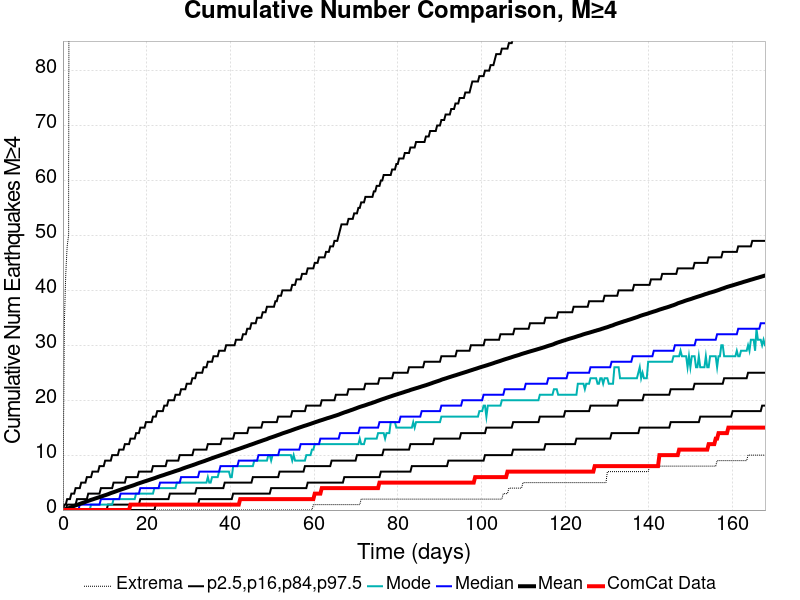 Cumulative Number Comparison, M≥4
Cumulative Num Earthquakes M≥4
80
70
60
50
40
30
20
10
0
0 20 40 60 80 100 120 140 160
Time (days)
Extrema p2.5,p16,p84,p97.5 Mode Median Mean ComCat Data